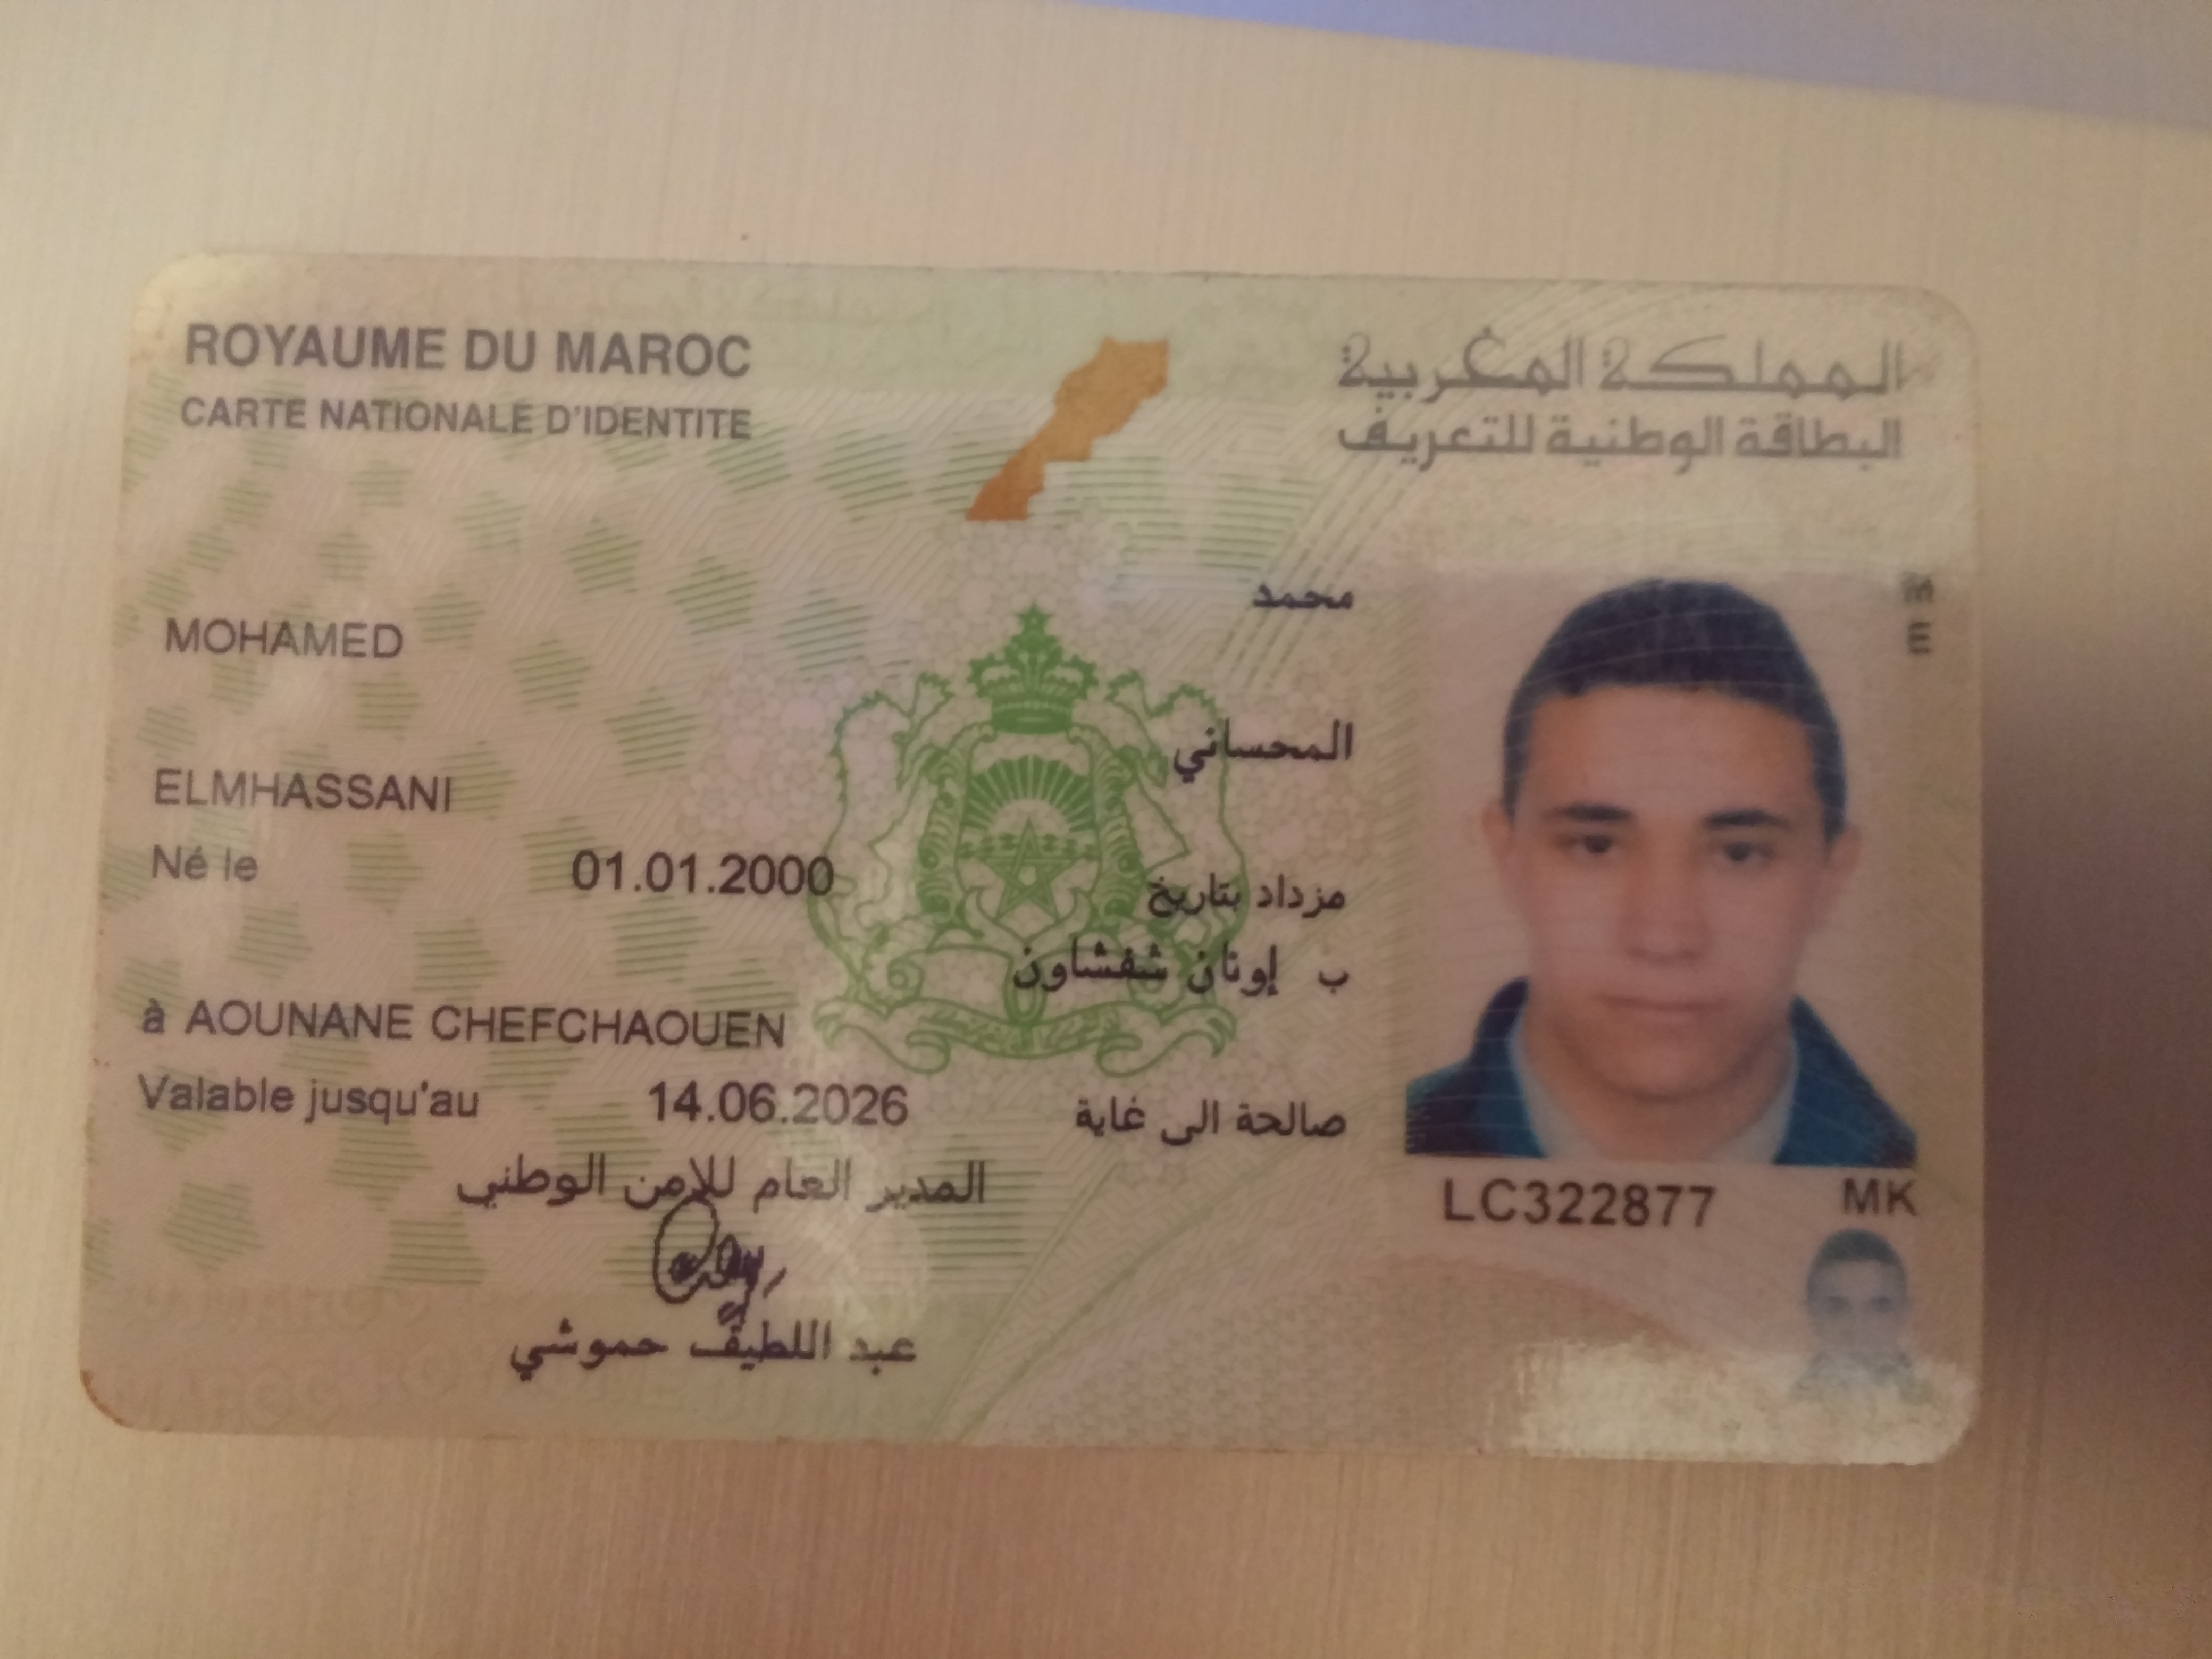 ROYAUME DU MAROC
المملكة المغربية
CARTE NATIONALE D'IDENTITE
البطاقة الوطنية للتعريف
محمد
MOHAMED
المحساني
ELMHASSANI
Né le 01.01.2000 مزداد بتاريخ
ب إونان شفشاون
à AOUNANE CHEFCHAOUEN
Valable jusqu'au 14.06.2026 صالحة الى غاية
المدير العام للامن الوطني
عبد اللطيف حموشي
LC322877 MK